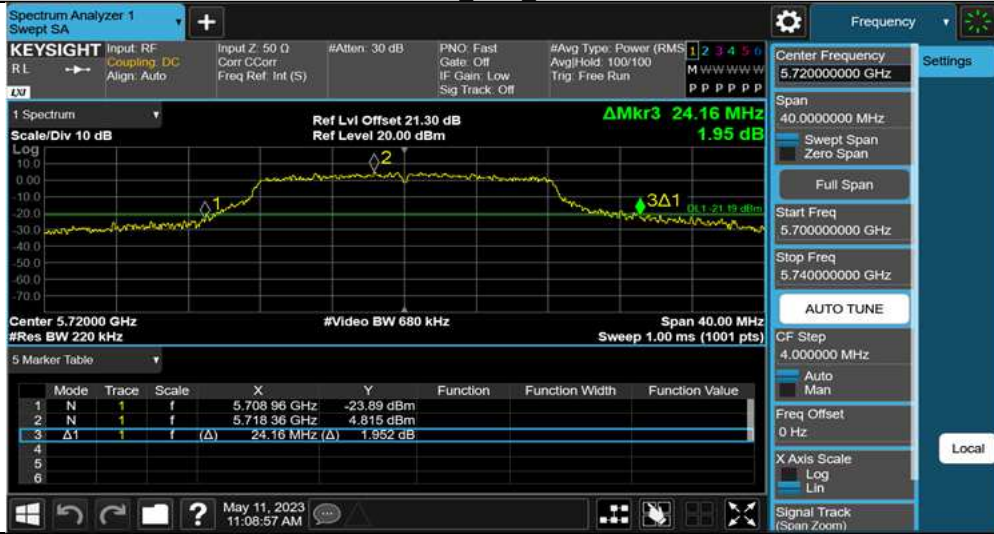 Spectrum Analyzer 1
Swept SA
Frequency
KEYSIGHT
RL
LXI
Input: RF
Coupling: DC
Align: Auto
Input Z: 50 Ω
Corr CCorr
Freq Ref: Int (S)
#Atten: 30 dB
PNO: Fast
Gate: Off
IF Gain: Low
Sig Track: Off
#Avg Type: Power (RMS
Avg|Hold: 100/100
Trig: Free Run
1 2 3 4 5 6
M W W W W W
P P P P P P
1 Spectrum
Scale/Div 10 dB
Ref Lvl Offset 21.30 dB
Ref Level 20.00 dBm
ΔMkr3 24.16 MHz
1.95 dB
Log
10.0
0.00
-10.0
-20.0
-30.0
-40.0
-50.0
-60.0
-70.0
1
2
3Δ1
DL1 -21.19 dBm
Center 5.72000 GHz
#Res BW 220 kHz
#Video BW 680 kHz
Span 40.00 MHz
Sweep 1.00 ms (1001 pts)
5 Marker Table
Mode Trace Scale X Y Function Function Width Function Value
1 N 1 f 5.708 96 GHz -23.89 dBm
2 N 1 f 5.718 36 GHz 4.815 dBm
3 Δ1 1 f (Δ) 24.16 MHz (Δ) 1.952 dB
4
5
6
May 11, 2023
11:08:57 AM
Center Frequency
5.720000000 GHz
Span
40.0000000 MHz
Swept Span
Zero Span
Full Span
Start Freq
5.700000000 GHz
Stop Freq
5.740000000 GHz
AUTO TUNE
CF Step
4.000000 MHz
Auto
Man
Freq Offset
0 Hz
X Axis Scale
Log
Lin
Signal Track
(Span Zoom)
Settings
Local